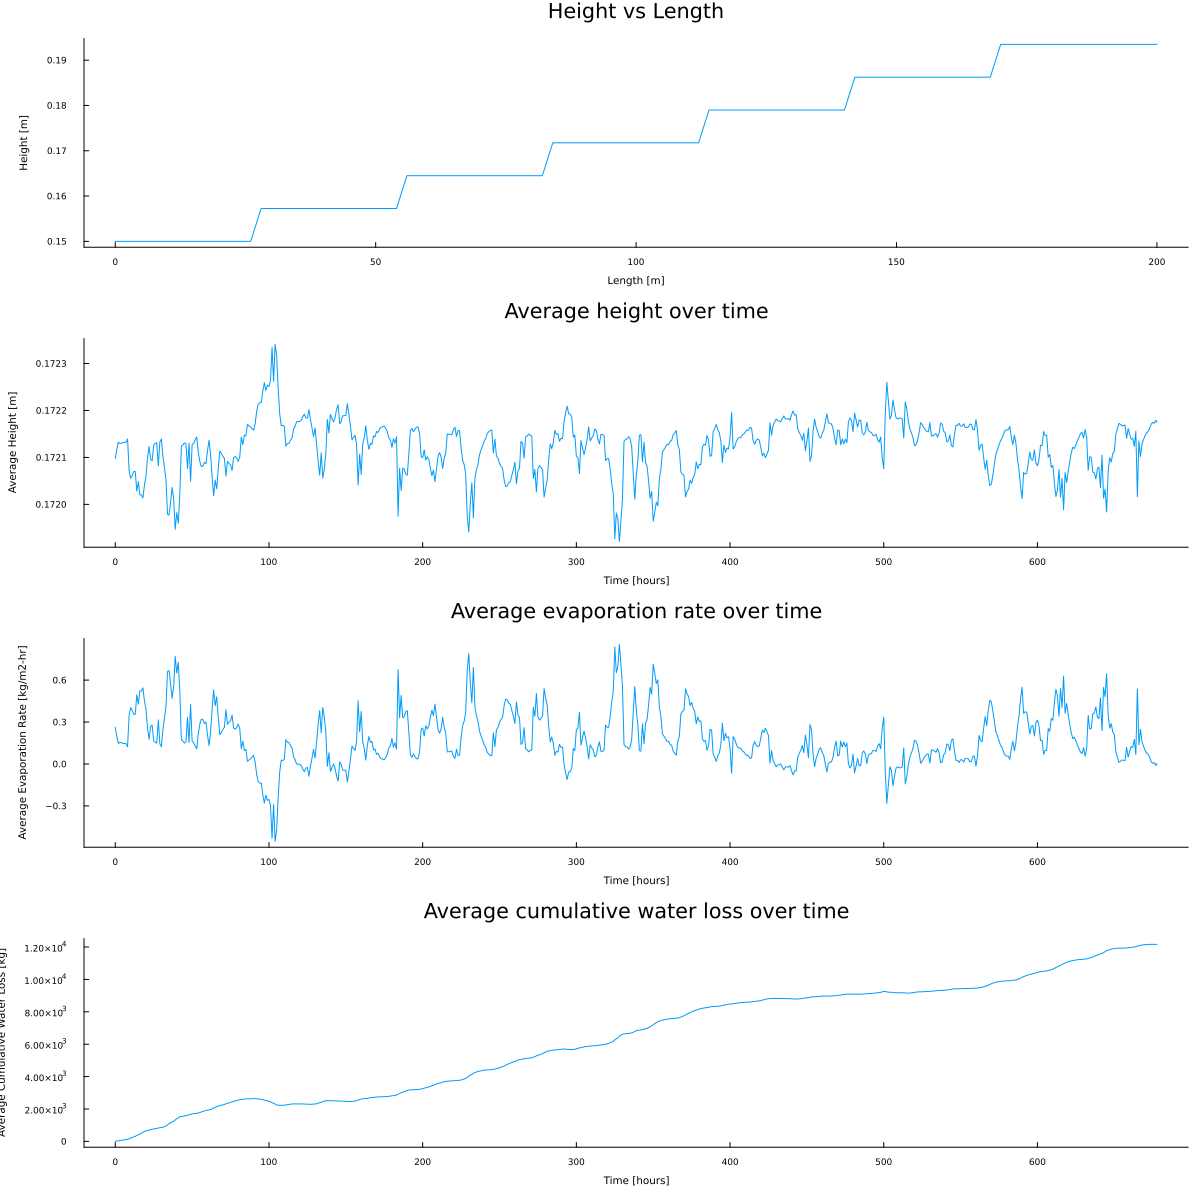 Height vs Length
Height [m]
0.19
0.18
0.17
0.16
0.15
0 50 100 150 200
Length [m]
Average height over time
Average Height [m]
0.1723
0.1722
0.1721
0.1720
0 100 200 300 400 500 600
Time [hours]
Average evaporation rate over time
Average Evaporation Rate [kg/m2-hr]
0.6
0.3
0.0
−0.3
0 100 200 300 400 500 600
Time [hours]
Average cumulative water loss over time
Average Cumulative Water Loss [kg]
1.20×10⁴
1.00×10⁴
8.00×10³
6.00×10³
4.00×10³
2.00×10³
0
0 100 200 300 400 500 600
Time [hours]